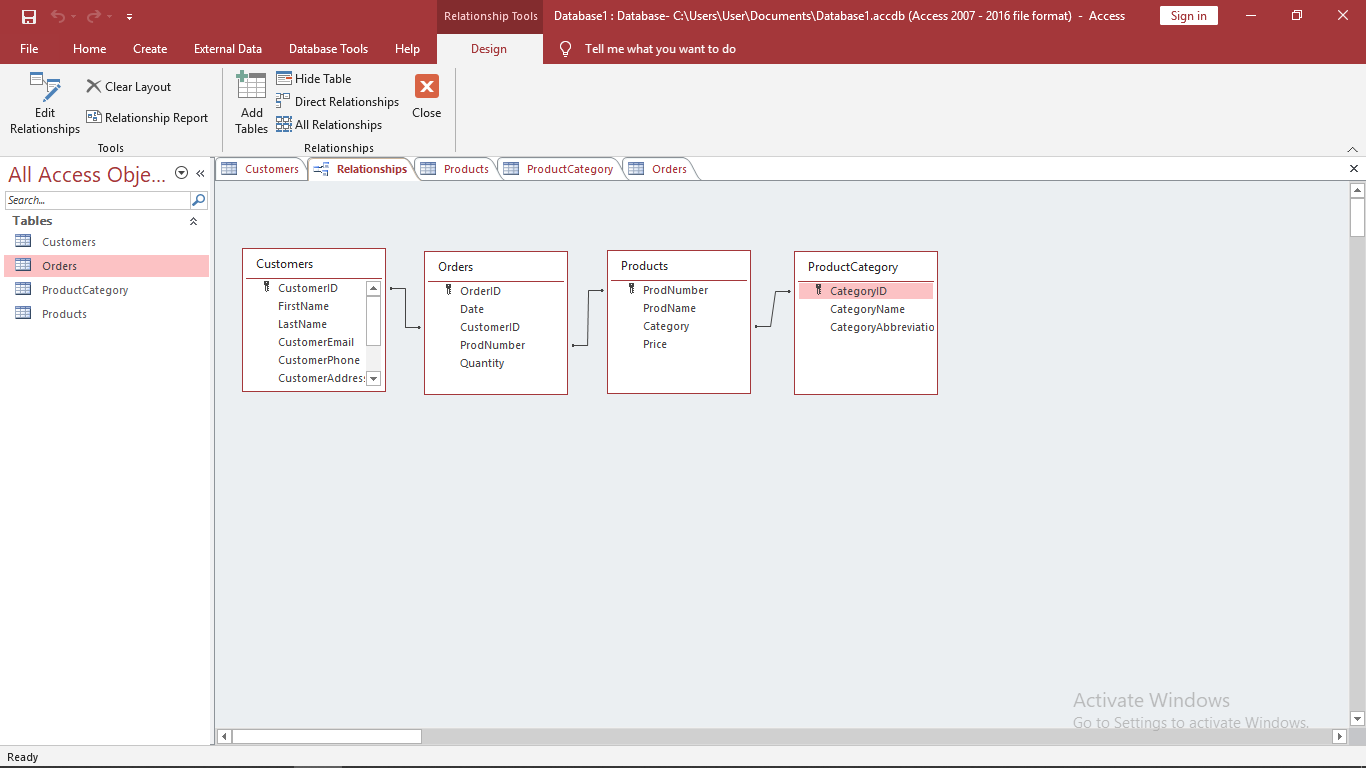 Relationship Tools
Database1 : Database- C:\Users\User\Documents\Database1.accdb (Access 2007 - 2016 file format) - Access
Sign in
File Home Create External Data Database Tools Help Design Tell me what you want to do
Edit Relationships
Clear Layout
Relationship Report
Tools
Add Tables
Hide Table
Direct Relationships
All Relationships
Close
Relationships
All Access Obje...
Search...
Tables
Customers
Orders
ProductCategory
Products
Customers Relationships Products ProductCategory Orders
Customers
CustomerID
FirstName
LastName
CustomerEmail
CustomerPhone
CustomerAddress
Orders
OrderID
Date
CustomerID
ProdNumber
Quantity
Products
ProdNumber
ProdName
Category
Price
ProductCategory
CategoryID
CategoryName
CategoryAbbreviatio
Activate Windows
Go to Settings to activate Windows.
Ready